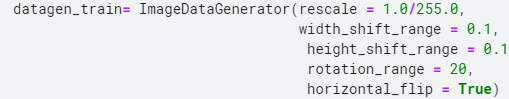 datagen_train= ImageDataGenerator(rescale = 1.0/255.0,
width_shift_range = 0.1,
height_shift_range = 0.1
rotation_range = 20,
horizontal_flip = True)